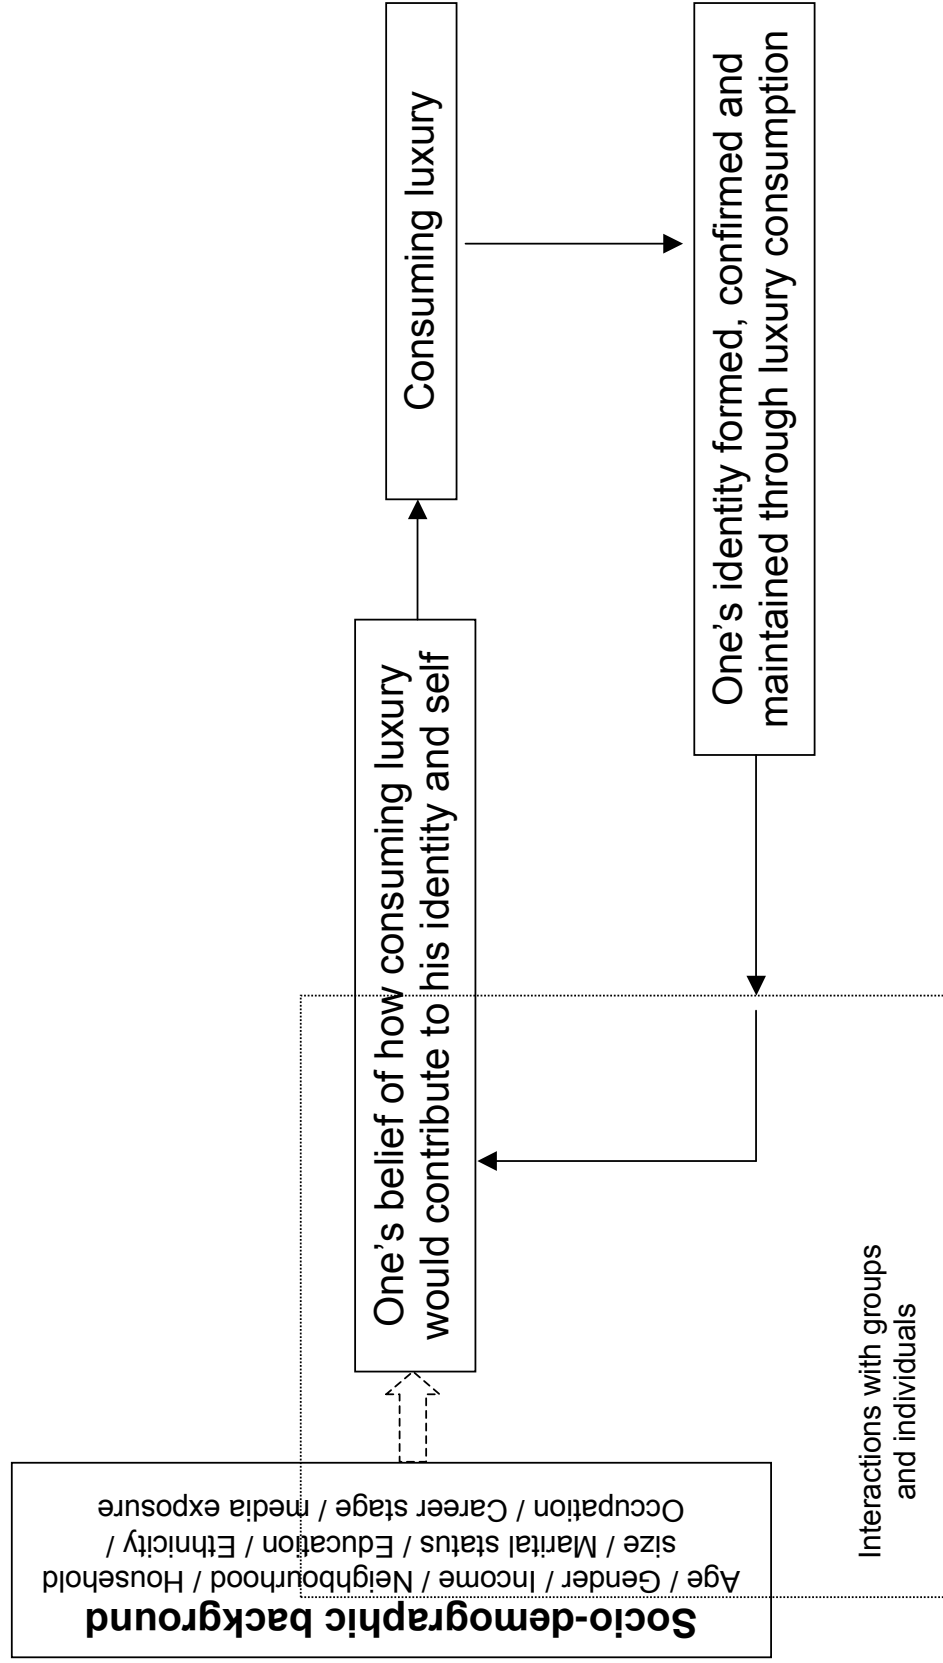 Socio-demographic background
Age / Gender / Income / Neighbourhood / Household
size / Marital status / Education / Ethnicity /
Occupation / Career stage / media exposure
One’s belief of how consuming luxury
would contribute to his identity and self
Consuming luxury
One’s identity formed, confirmed and
maintained through luxury consumption
Interactions with groups
and individuals